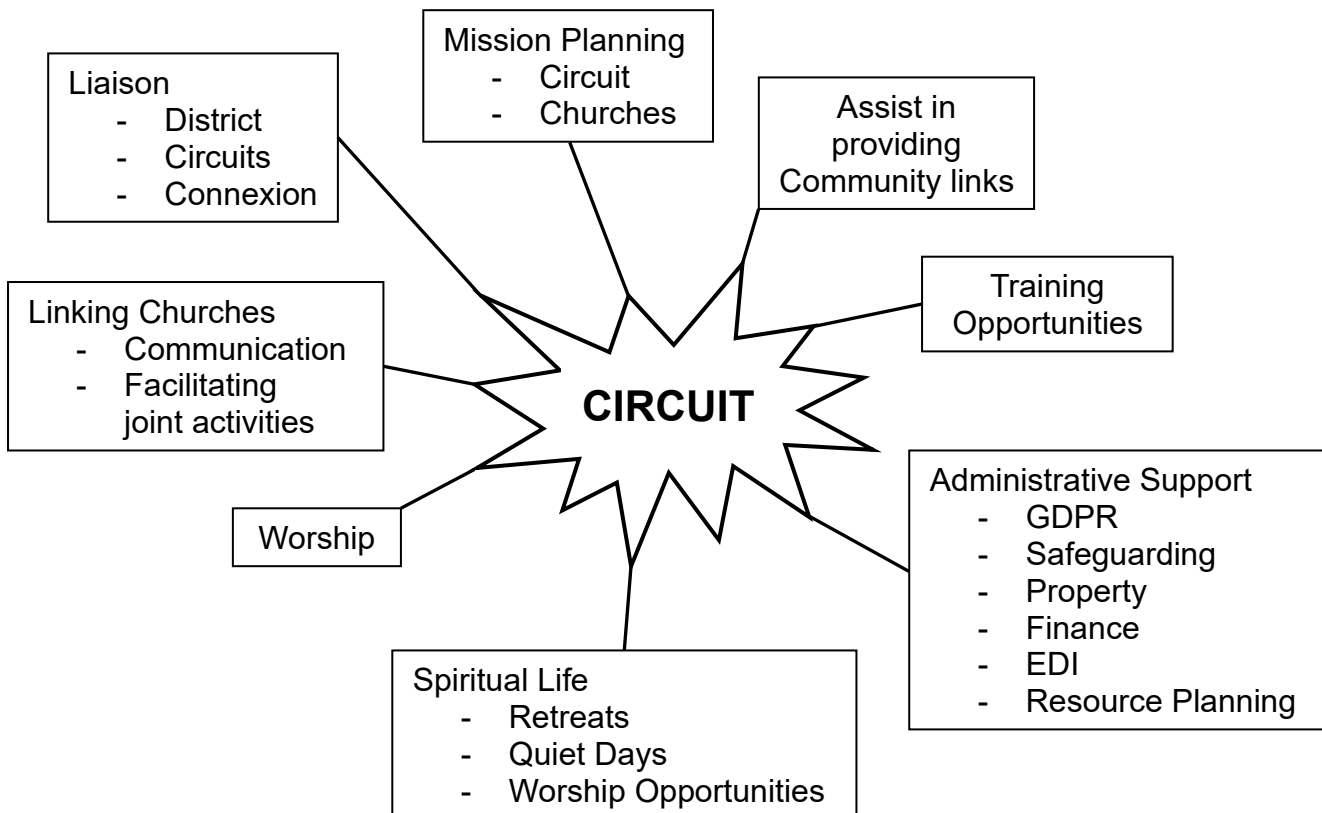 Mission Planning
- Circuit
- Churches
Liaison
- District
- Circuits
- Connexion
Assist in
providing
Community links
Training
Opportunities
Linking Churches
- Communication
- Facilitating
joint activities
CIRCUIT
Worship
Administrative Support
- GDPR
- Safeguarding
- Property
- Finance
- EDI
- Resource Planning
Spiritual Life
- Retreats
- Quiet Days
- Worship Opportunities